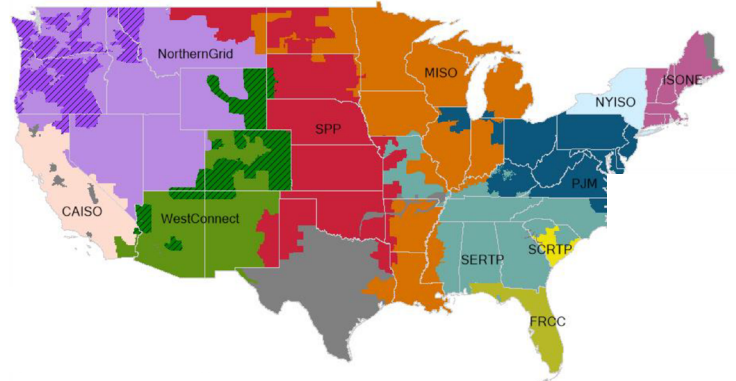 NorthernGrid
MISO
ISONE
NYISO
SPP
PJM
CAISO
WestConnect
SCRTP
SERTP
FRCC